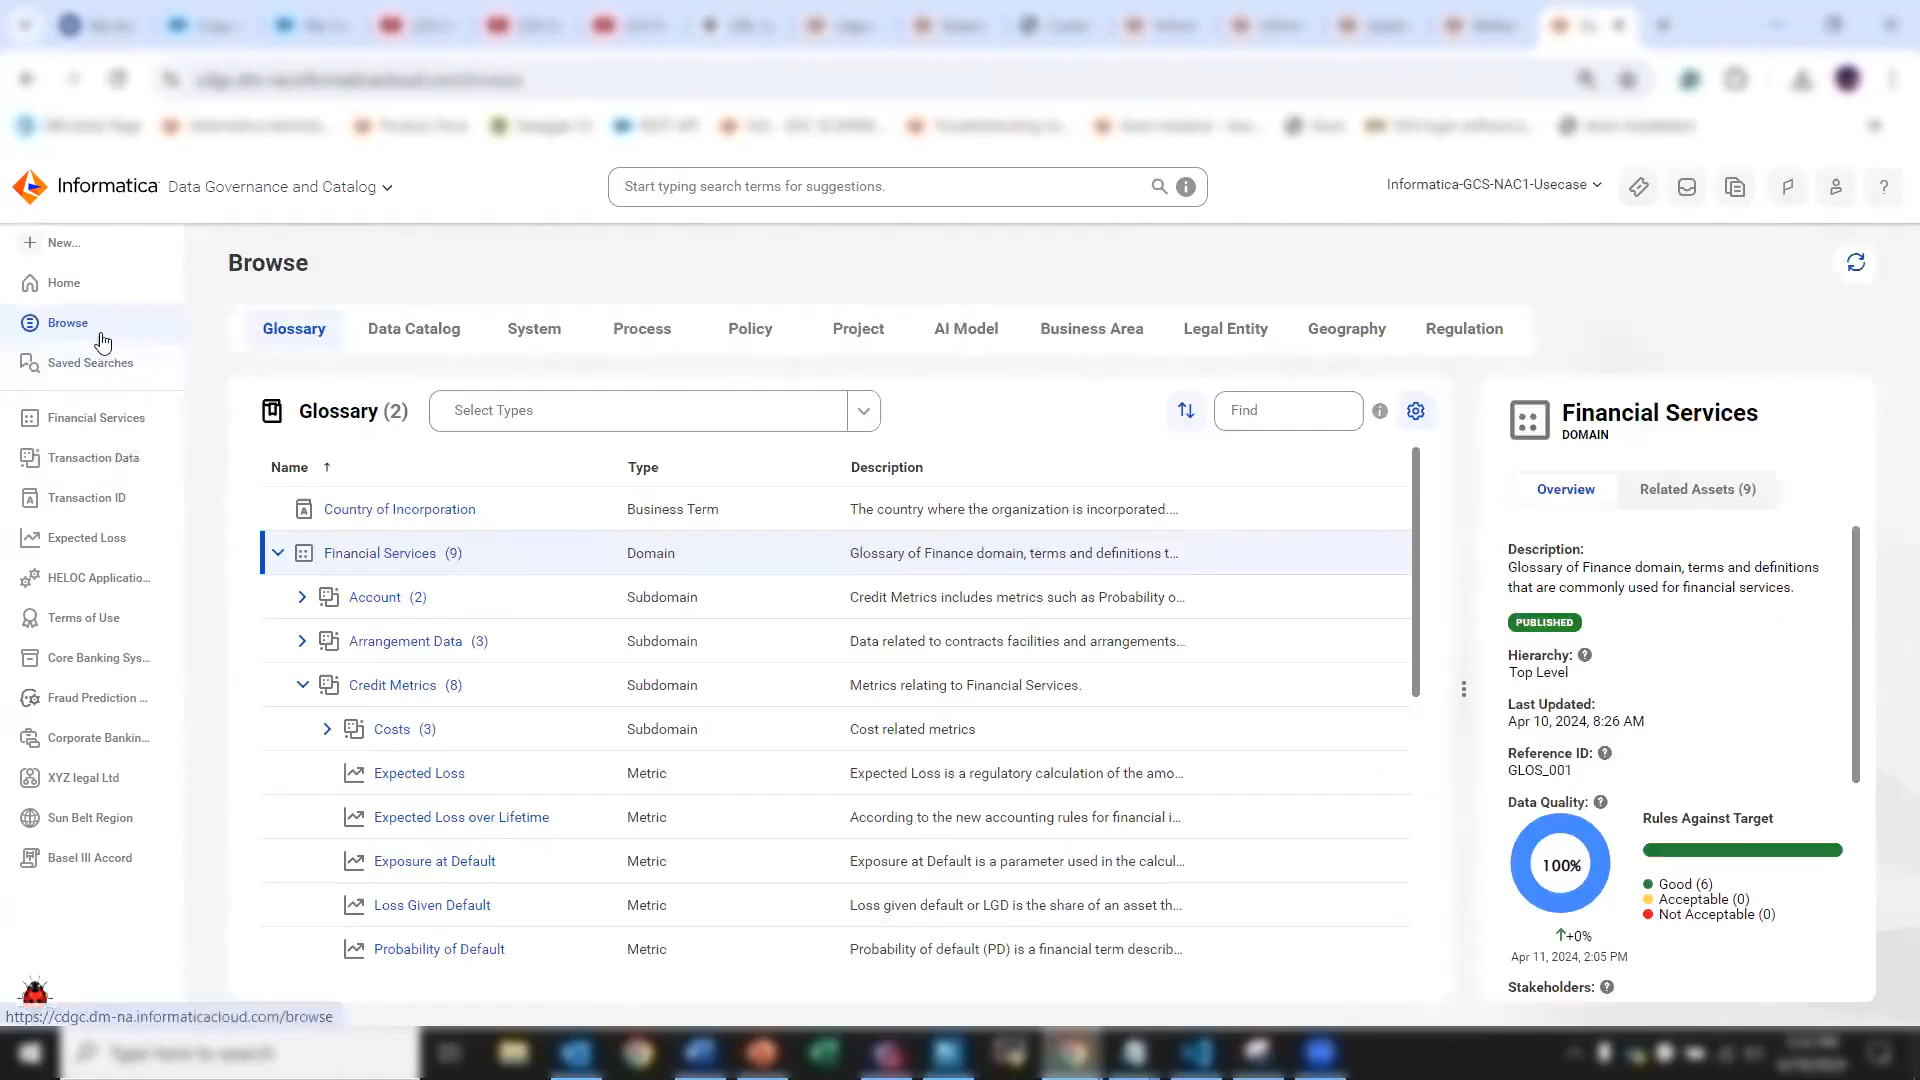 Informatica Data Governance and Catalog
Start typing search terms for suggestions.
Informatica-GCS-NAC1-Usecase
?
New...
Home
Browse
Saved Searches
Financial Services
Transaction Data
Transaction ID
Expected Loss
HELOC Applicatio...
Terms of Use
Core Banking Sys...
Fraud Prediction ...
Corporate Bankin...
XYZ legal Ltd
Sun Belt Region
Basel III Accord
https://cdgc.dm-na.informaticacloud.com/browse
Browse
Glossary Data Catalog System Process Policy Project AI Model Business Area Legal Entity Geography Regulation
Glossary (2)
Select Types
Find
Name ↑ Type Description
Country of Incorporation Business Term The country where the organization is incorporated....
Financial Services (9) Domain Glossary of Finance domain, terms and definitions t...
Account (2) Subdomain Credit Metrics includes metrics such as Probability o...
Arrangement Data (3) Subdomain Data related to contracts facilities and arrangements...
Credit Metrics (8) Subdomain Metrics relating to Financial Services.
Costs (3) Subdomain Cost related metrics
Expected Loss Metric Expected Loss is a regulatory calculation of the amo...
Expected Loss over Lifetime Metric According to the new accounting rules for financial i...
Exposure at Default Metric Exposure at Default is a parameter used in the calcul...
Loss Given Default Metric Loss given default or LGD is the share of an asset th...
Probability of Default Metric Probability of default (PD) is a financial term describ...
Financial Services
DOMAIN
Overview Related Assets (9)
Description:
Glossary of Finance domain, terms and definitions
that are commonly used for financial services.
PUBLISHED
Hierarchy:
Top Level
Last Updated:
Apr 10, 2024, 8:26 AM
Reference ID:
GLOS_001
Data Quality:
100%
↑+0%
Apr 11, 2024, 2:05 PM
Rules Against Target
Good (6)
Acceptable (0)
Not Acceptable (0)
Stakeholders:
Type here to search